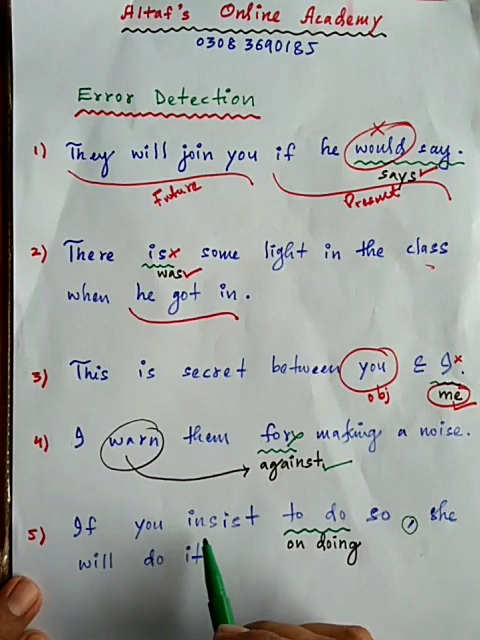 Altaf's Online Academy
0308 3690185
Error Detection
1) They will join you if he would say.
× says ✓
Future Present
2) There is × some light in the class
was ✓
when he got in.
3) This is secret between you & I ×.
obj me ✓
4) I warn them for × making a noise.
against ✓
5) If you insist to do so, she
on doing
will do it